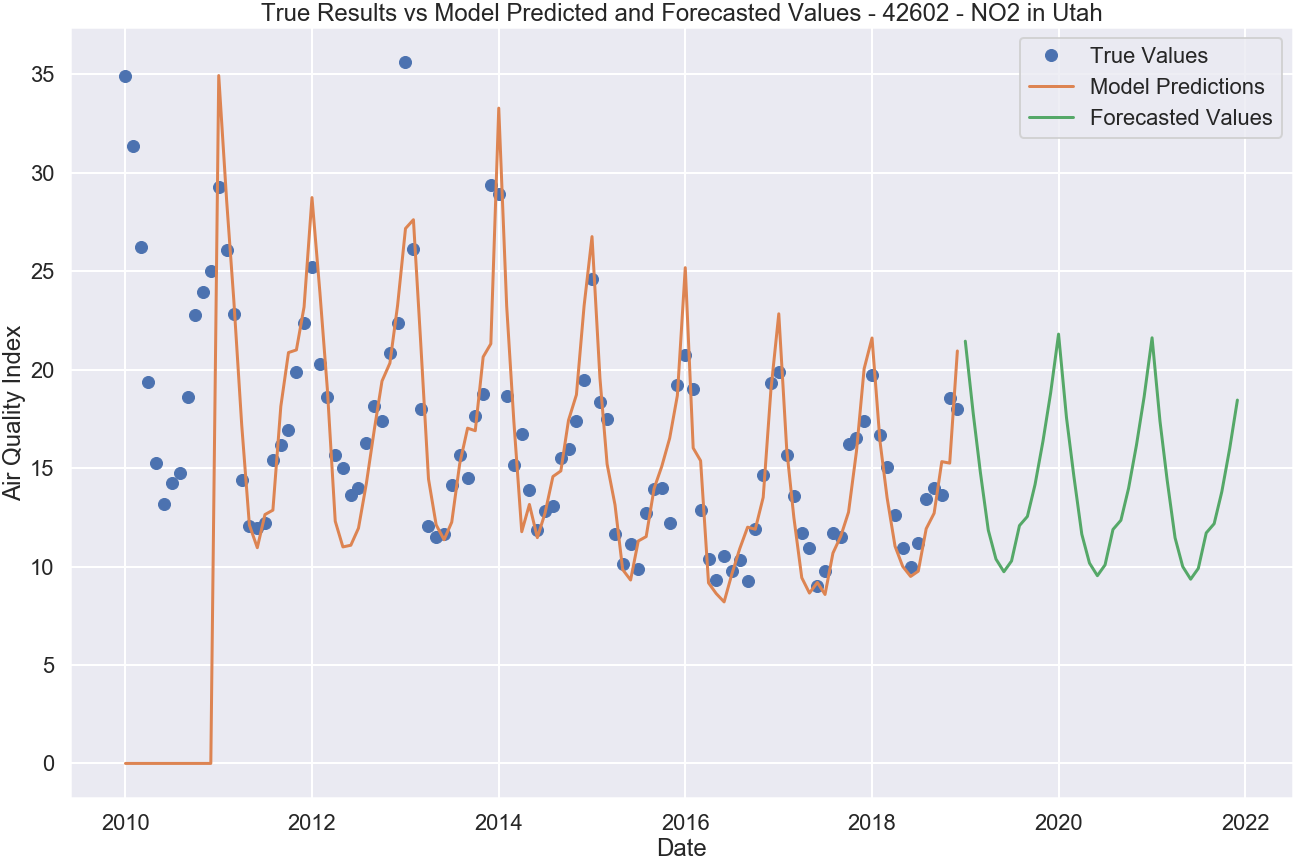 True Results vs Model Predicted and Forecasted Values - 42602 - NO2 in Utah
True Values
Model Predictions
Forecasted Values
Air Quality Index
35
30
25
20
15
10
5
0
2010 2012 2014 2016 2018 2020 2022
Date